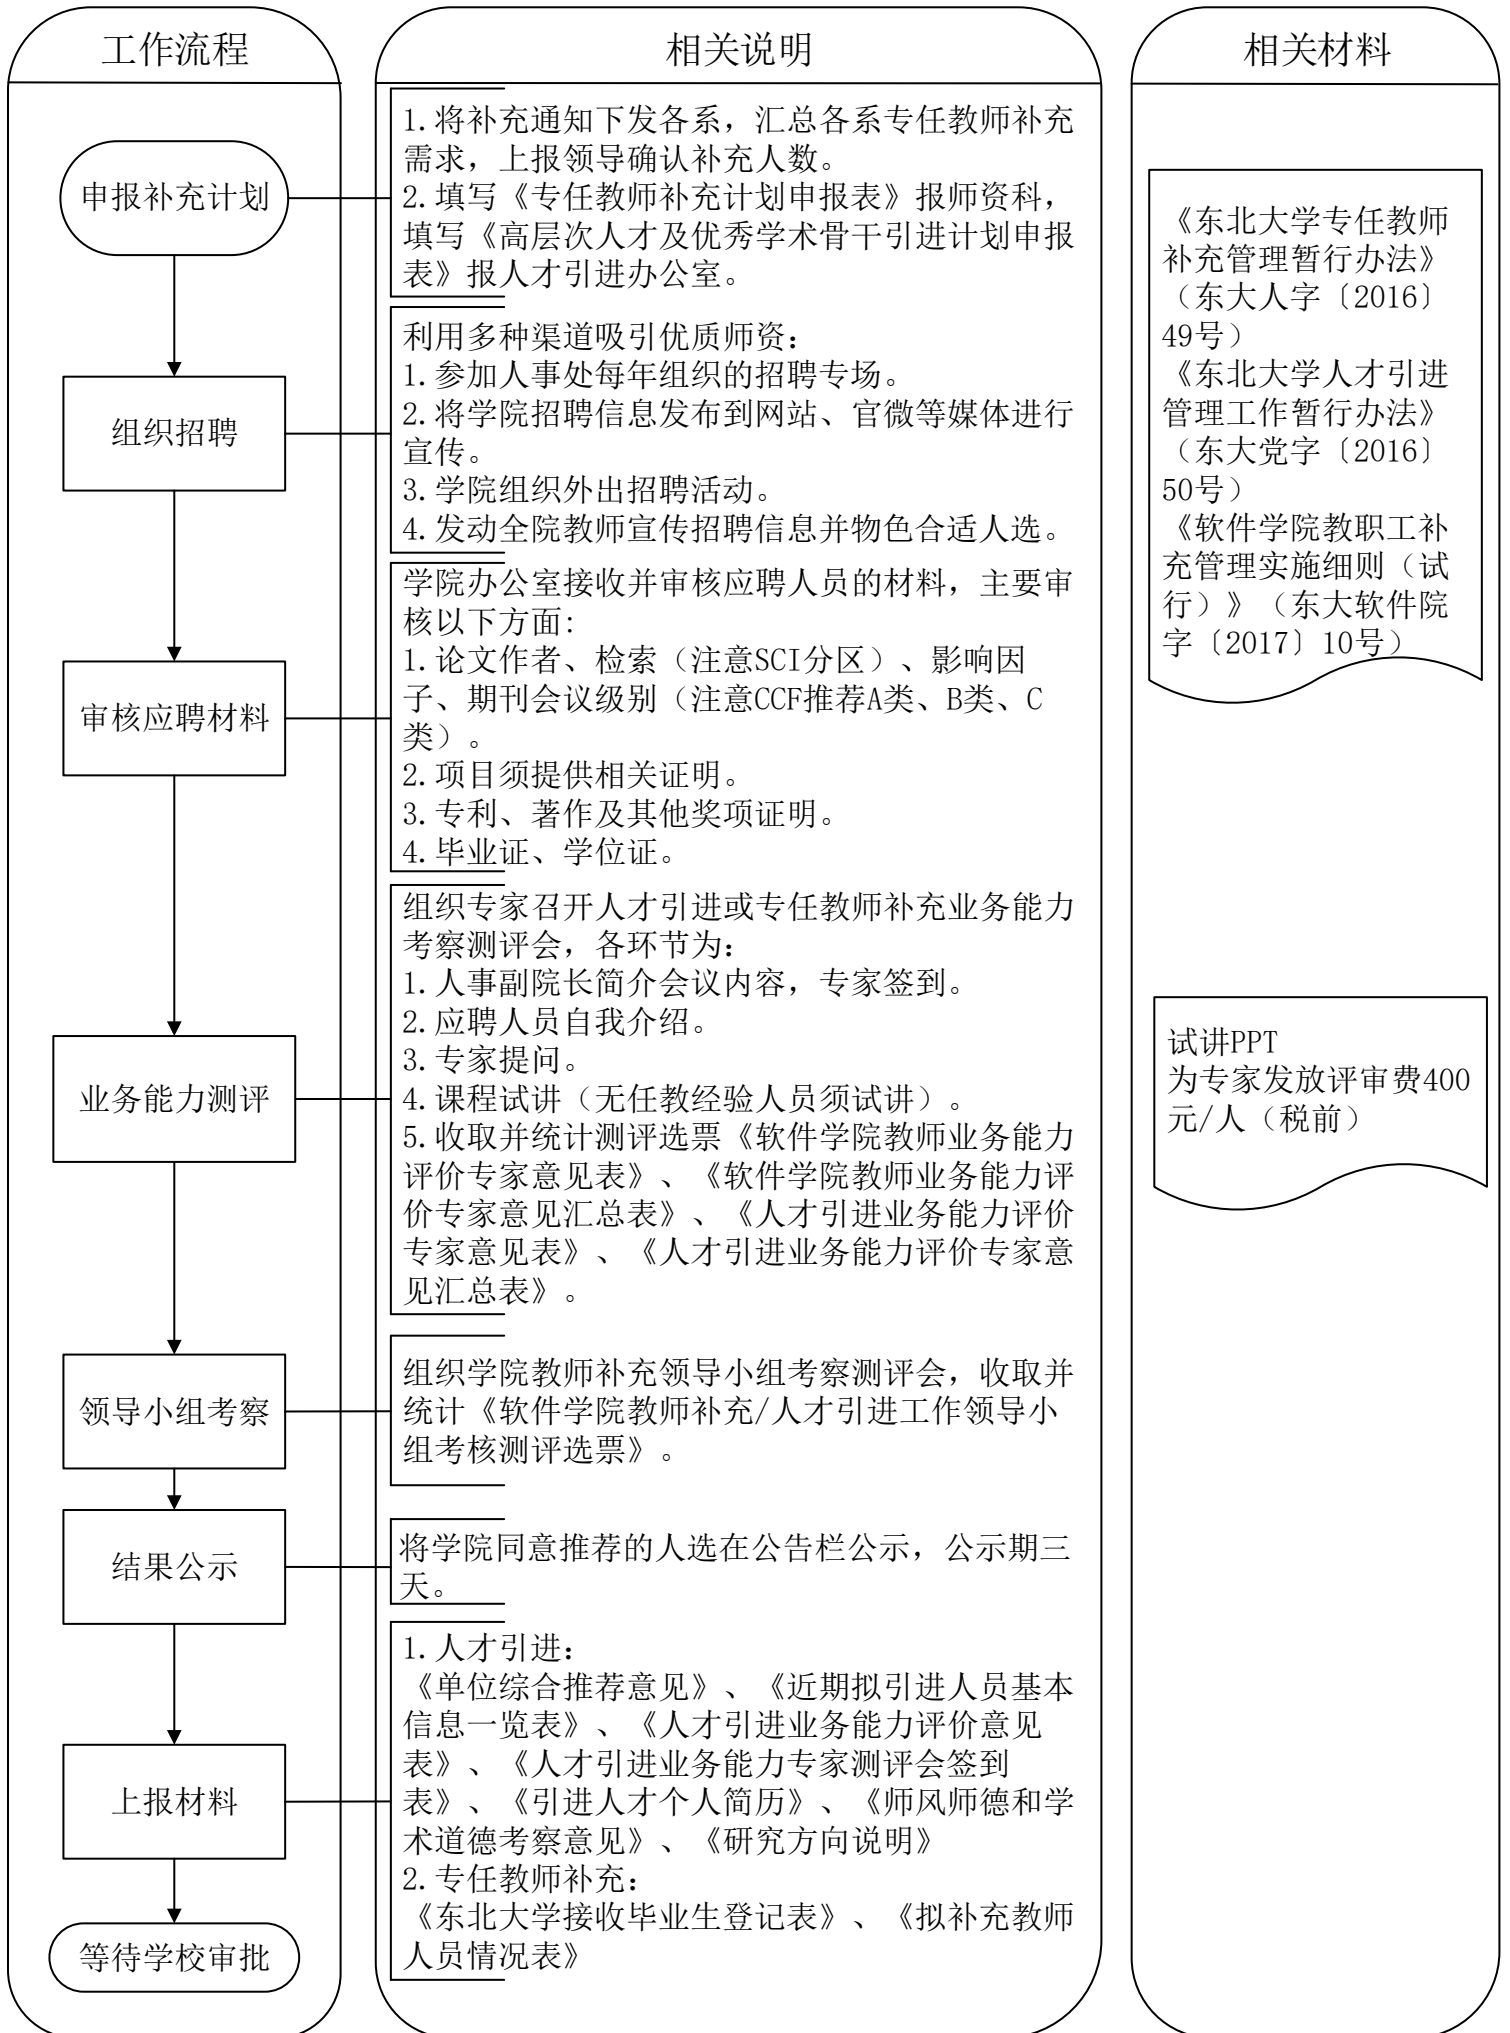 工作流程
申报补充计划
组织招聘
审核应聘材料
业务能力测评
领导小组考察
结果公示
上报材料
等待学校审批
相关说明
1.将补充通知下发各系，汇总各系专任教师补充
需求，上报领导确认补充人数。
2.填写《专任教师补充计划申报表》报师资科，
填写《高层次人才及优秀学术骨干引进计划申报
表》报人才引进办公室。
利用多种渠道吸引优质师资：
1.参加人事处每年组织的招聘专场。
2.将学院招聘信息发布到网站、官微等媒体进行
宣传。
3.学院组织外出招聘活动。
4.发动全院教师宣传招聘信息并物色合适人选。
学院办公室接收并审核应聘人员的材料，主要审
核以下方面：
1.论文作者、检索（注意SCI分区）、影响因
子、期刊会议级别（注意CCF推荐A类、B类、C
类）。
2.项目须提供相关证明。
3.专利、著作及其他奖项证明。
4.毕业证、学位证。
组织专家召开人才引进或专任教师补充业务能力
考察测评会，各环节为：
1.人事副院长简介会议内容，专家签到。
2.应聘人员自我介绍。
3.专家提问。
4.课程试讲（无任教经验人员须试讲）。
5.收取并统计测评选票《软件学院教师业务能力
评价专家意见表》、《软件学院教师业务能力评
价专家意见汇总表》、《人才引进业务能力评价
专家意见表》、《人才引进业务能力评价专家意
见汇总表》。
组织学院教师补充领导小组考察测评会，收取并
统计《软件学院教师补充/人才引进工作领导小
组考核测评选票》。
将学院同意推荐的人选在公告栏公示，公示期三
天。
1.人才引进：
《单位综合推荐意见》、《近期拟引进人员基本
信息一览表》、《人才引进业务能力评价意见
表》、《人才引进业务能力专家测评会签到
表》、《引进人才个人简历》、《师风师德和学
术道德考察意见》、《研究方向说明》
2.专任教师补充：
《东北大学接收毕业生登记表》、《拟补充教师
人员情况表》
相关材料
《东北大学专任教师
补充管理暂行办法》
（东大人字〔2016〕
49号）
《东北大学人才引进
管理工作暂行办法》
（东大党字〔2016〕
50号）
《软件学院教职工补
充管理实施细则（试
行）》（东大软件院
字〔2017〕10号）
试讲PPT
为专家发放评审费400
元/人（税前）